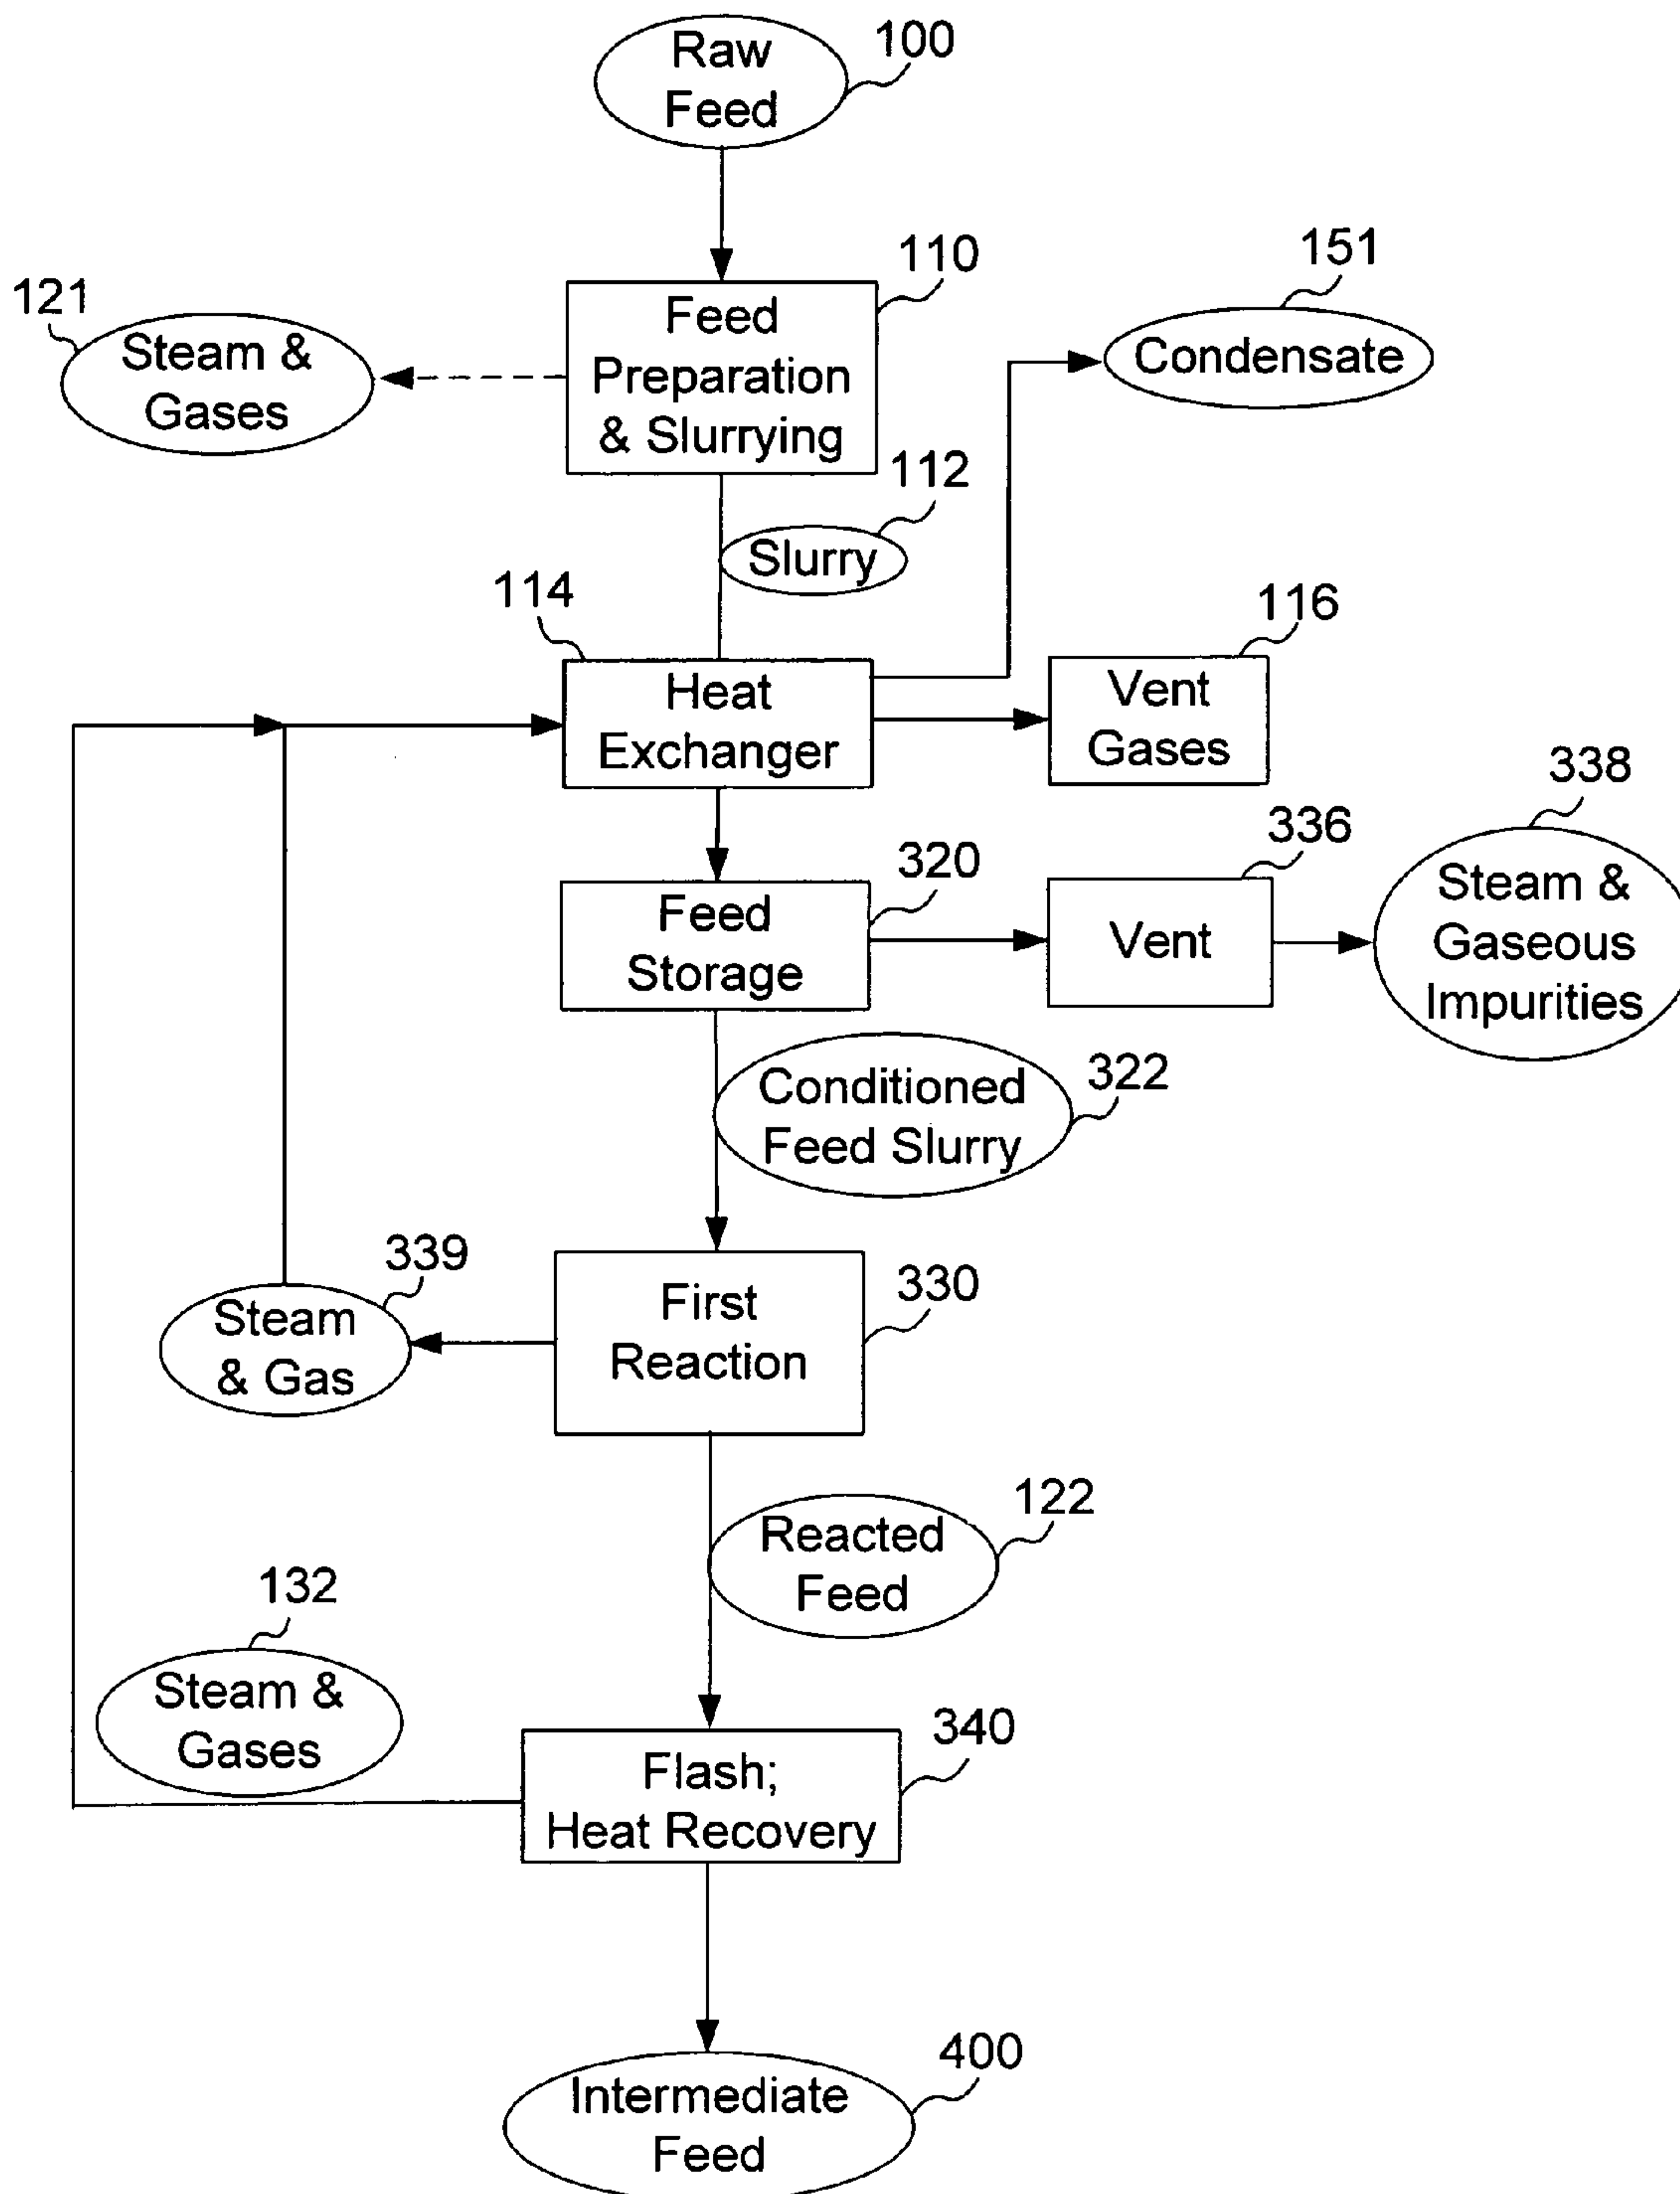 Raw
Feed
100
110
Feed
Preparation
& Slurrying
121
Steam &
Gases
151
Condensate
112
Slurry
114
Heat
Exchanger
116
Vent
Gases
320
Feed
Storage
336
Vent
338
Steam &
Gaseous
Impurities
Conditioned
Feed Slurry
322
339
Steam
& Gas
First
Reaction
330
Reacted
Feed
122
132
Steam &
Gases
340
Flash;
Heat Recovery
400
Intermediate
Feed